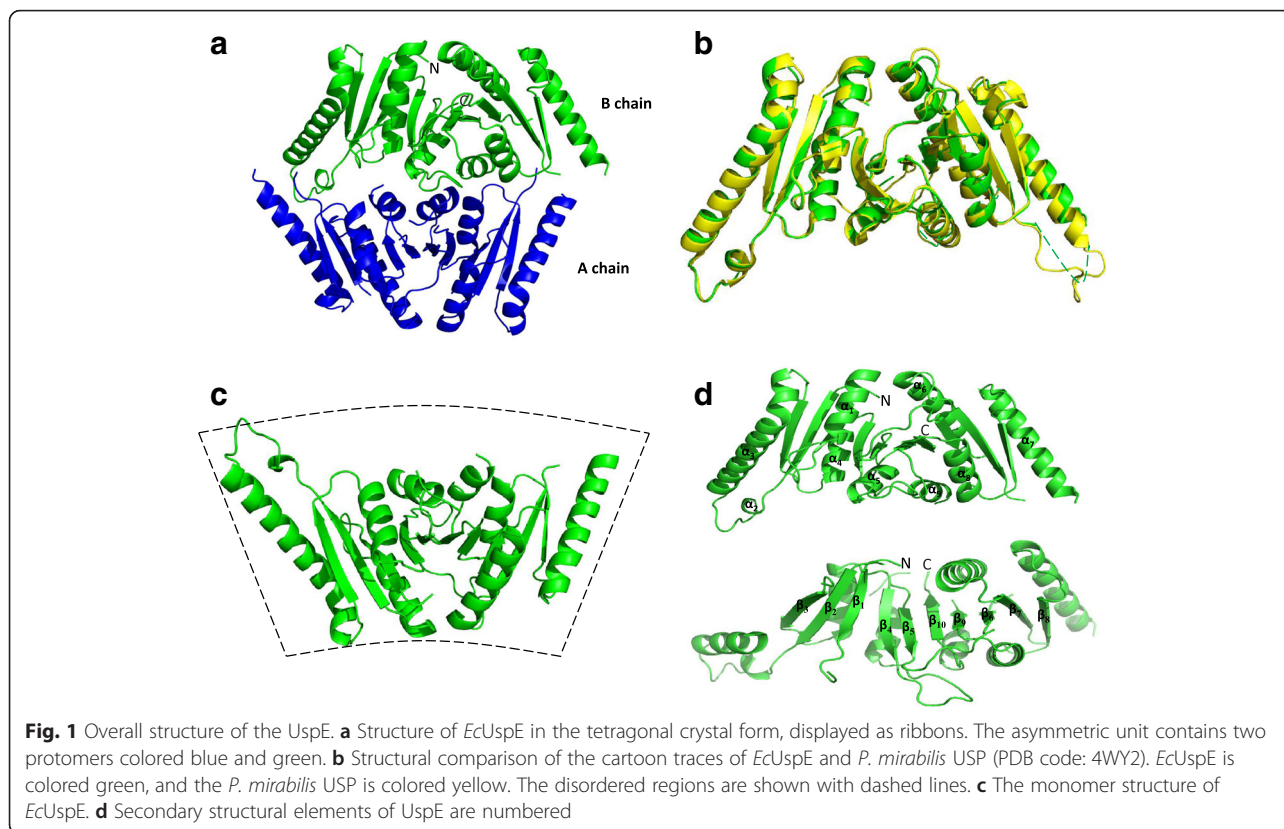 a
N
C
B chain
A chain
b
c
d
N
α1
α6
C
α3
α4
α7
α5
α8
α2
N C
β3
β2
β1
β4
β5
β10
β9
β6
β7
β8
Fig. 1 Overall structure of the UspE. a Structure of EcUspE in the tetragonal crystal form, displayed as ribbons. The asymmetric unit contains two
protomers colored blue and green. b Structural comparison of the cartoon traces of EcUspE and P. mirabilis USP (PDB code: 4WY2). EcUspE is
colored green, and the P. mirabilis USP is colored yellow. The disordered regions are shown with dashed lines. c The monomer structure of
EcUspE. d Secondary structural elements of UspE are numbered